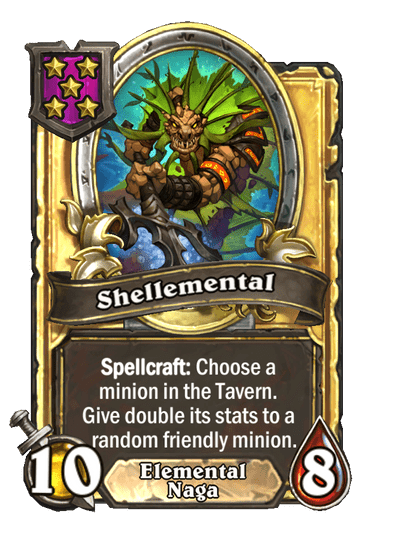 Shellemental
Spellcraft: Choose a
minion in the Tavern.
Give double its stats to a
random friendly minion.
10
Elemental
Naga
8